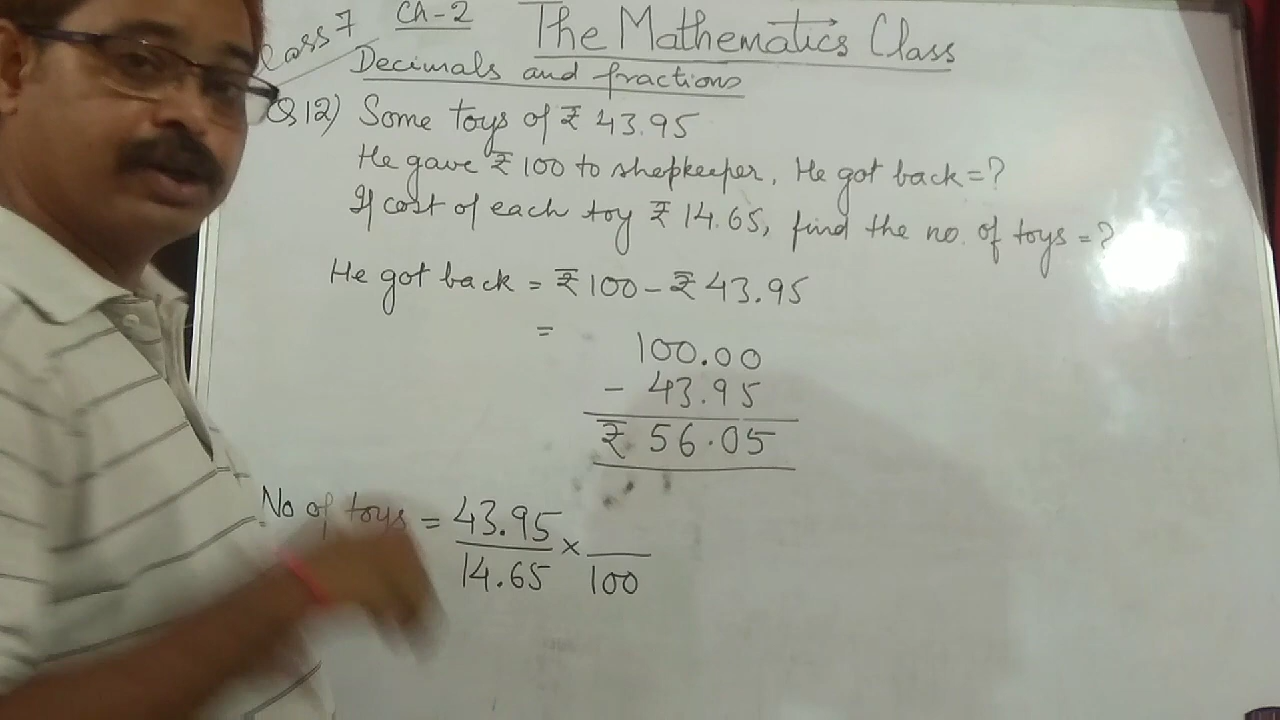 Class 7 Ch-2 The Mathematics Class
Decimals and fractions
Q12) Some toys of ₹ 43.95
He gave ₹ 100 to shopkeeper, He got back = ?
If cost of each toy ₹ 14.65, find the no. of toys = ?
He got back = ₹ 100 - ₹ 43.95
=
100.00
- 43.95
₹ 56.05
No of toys = 43.95
14.65 ×
100